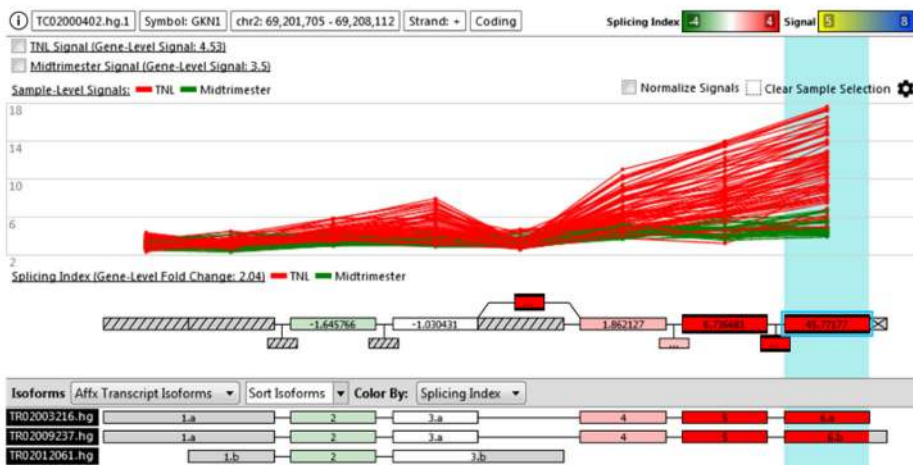 TC02000402.hg.1 Symbol: GKN1 chr2: 69,201,705 - 69,208,112 Strand: + Coding Splicing Index -4 4 Signal 5 8
TNL Signal (Gene-Level Signal: 4.53)
Midtrimester Signal (Gene-Level Signal: 3.5)
Sample-Level Signals: TNL Midtrimester Normalize Signals Clear Sample Selection
18
14
10
6
2
Splicing Index (Gene-Level Fold Change: 2.04) TNL Midtrimester
...
-1.645766 -1.030431 1.862127
... ...
Isoforms Affx Transcript Isoforms Sort Isoforms Color By: Splicing Index
TR02003216.hg 1.a 2 3.a 4 5 6.a
TR02009237.hg 1.a 2 3.a 4 5 6.b
TR02012061.hg 1.b 2 3.b